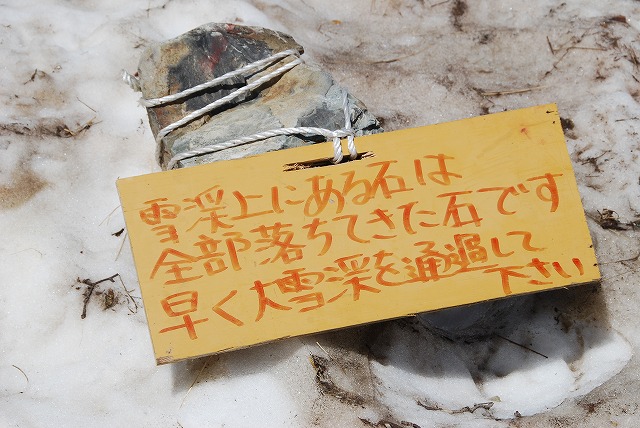 雪渓上にある石は
全部落ちてきた石です
早く大雪渓を通過して
下さい